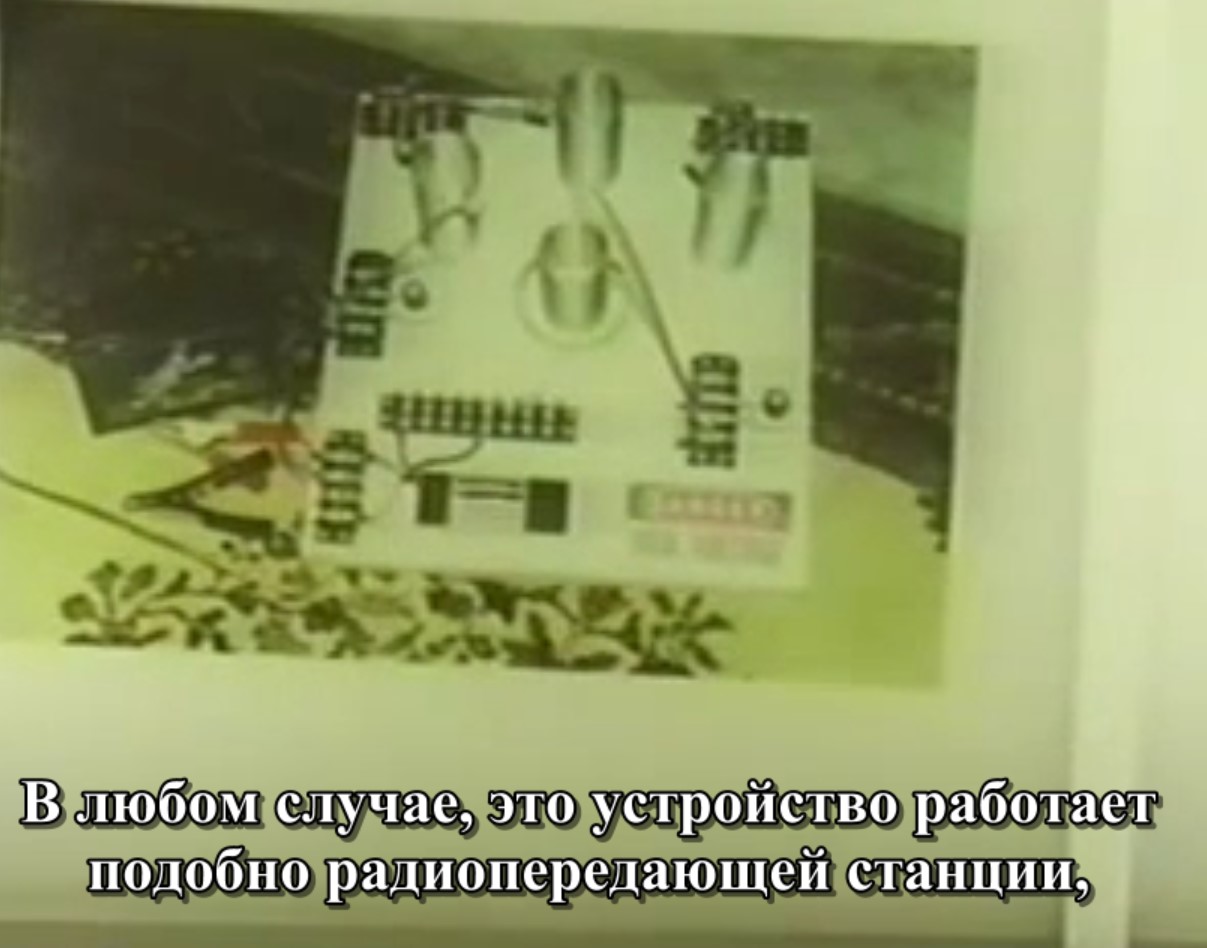 В любом случае, это устройство работает
подобно радиопередающей станции,